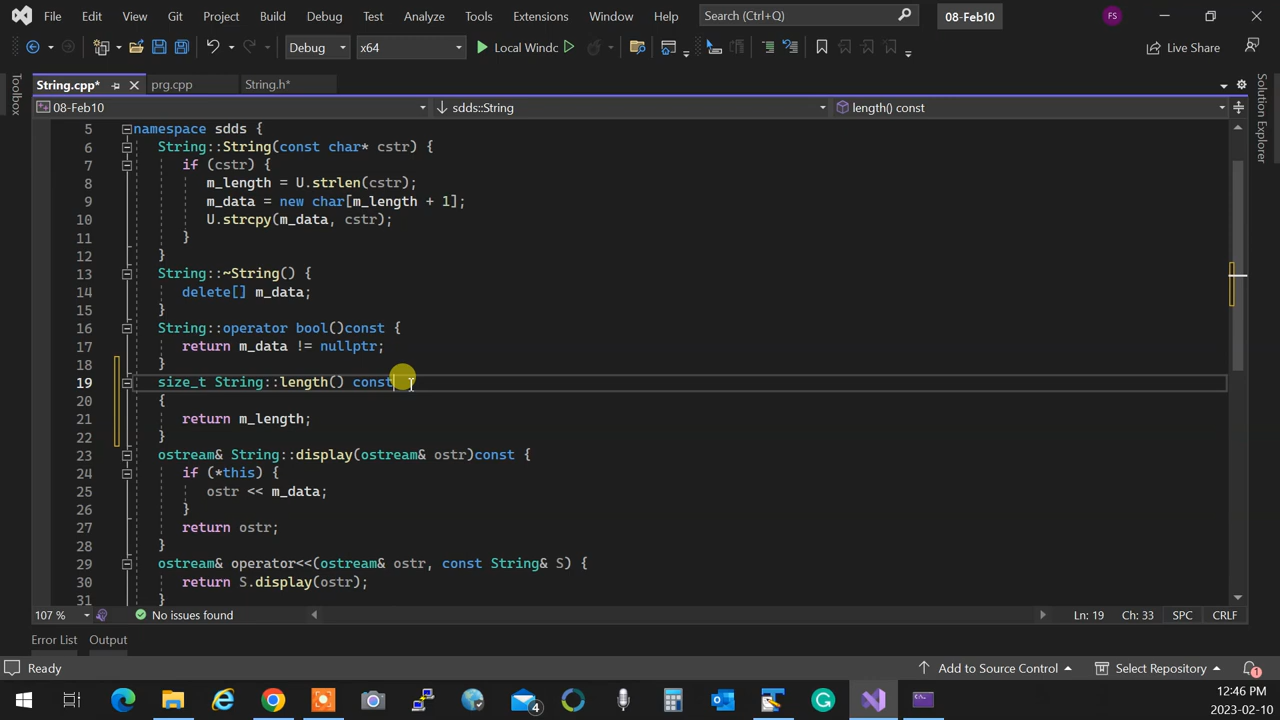 File Edit View Git Project Build Debug Test Analyze Tools Extensions Window Help Search (Ctrl+Q) 08-Feb10 FS
Debug x64 Local Windc Live Share
String.cpp* prg.cpp String.h*
08-Feb10 sdds::String length() const
Toolbox
Solution Explorer
5 namespace sdds {
6 String::String(const char* cstr) {
7 if (cstr) {
8 m_length = U.strlen(cstr);
9 m_data = new char[m_length + 1];
10 U.strcpy(m_data, cstr);
11 }
12 }
13 String::~String() {
14 delete[] m_data;
15 }
16 String::operator bool()const {
17 return m_data != nullptr;
18 }
19 size_t String::length() const
20 {
21 return m_length;
22 }
23 ostream& String::display(ostream& ostr)const {
24 if (*this) {
25 ostr << m_data;
26 }
27 return ostr;
28 }
29 ostream& operator<<(ostream& ostr, const String& S) {
30 return S.display(ostr);
31 }
107 % No issues found Ln: 19 Ch: 33 SPC CRLF
Error List Output
Ready Add to Source Control Select Repository 1
4
12:46 PM
2023-02-10